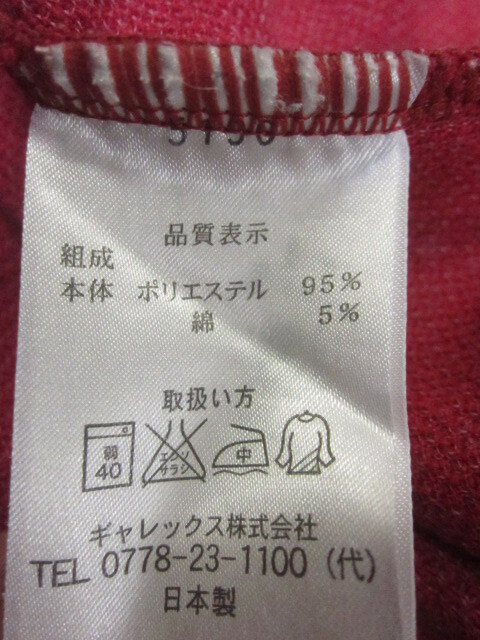 品質表示
組成
本体 ポリエステル 95%
綿 5%
取扱い方
弱 40 エンソサラシ 中
ギャレックス株式会社
TEL 0778-23-1100 (代)
日本製